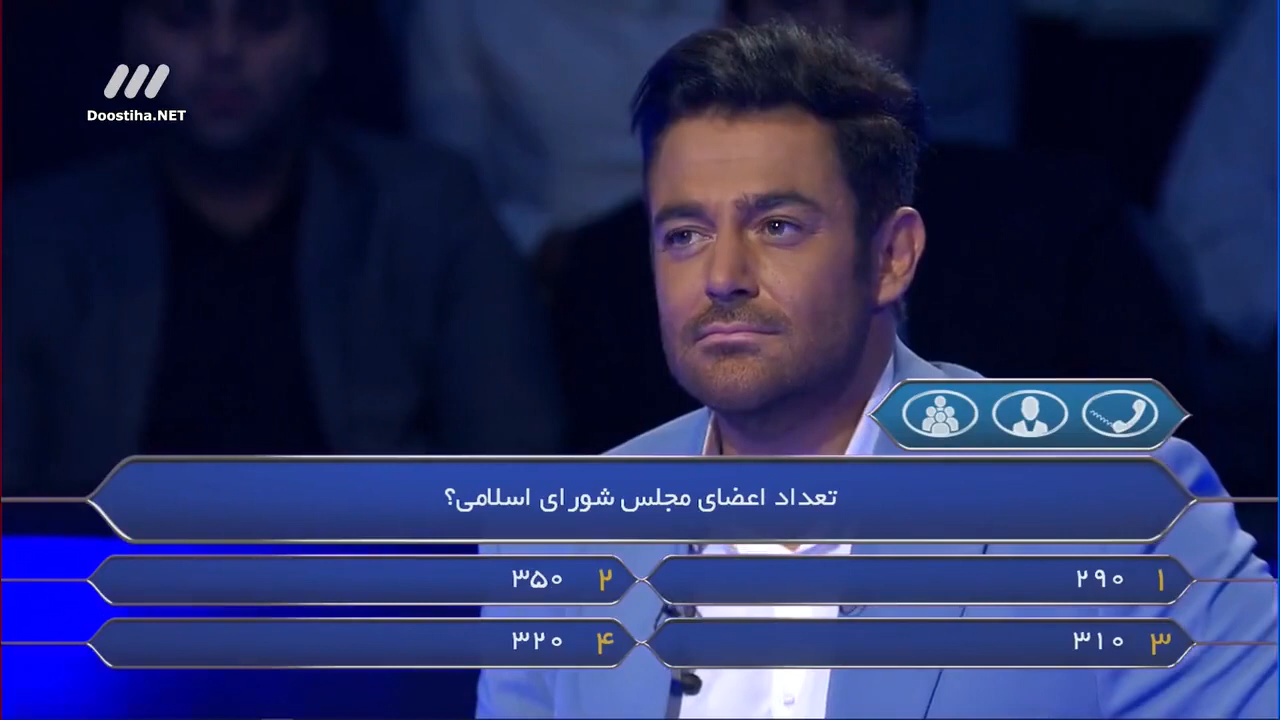 Doostiha.NET
تعداد اعضای مجلس شورای اسلامی؟
۱ ۲۹۰
۲ ۳۵۰
۳ ۳۱۰
۴ ۳۲۰